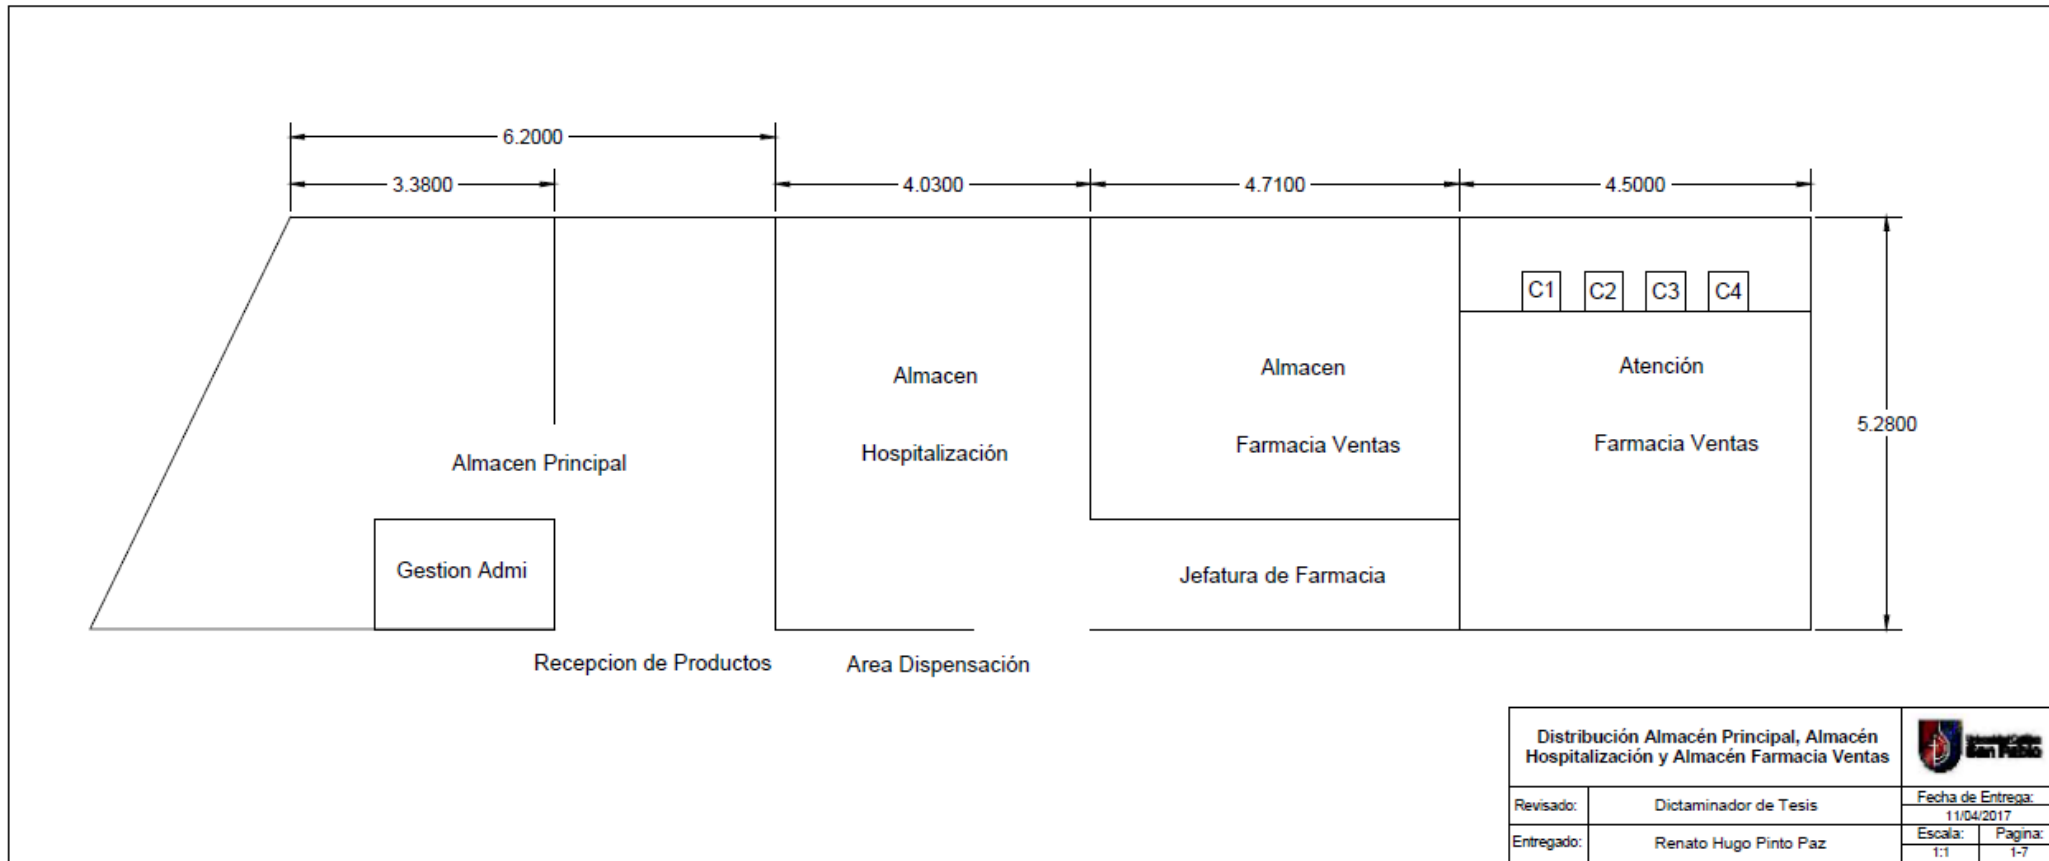 6.2000
3.3800
4.0300
4.7100
4.5000
C1 C2 C3 C4
Almacen
Hospitalización
Almacen
Farmacia Ventas
Atención
Farmacia Ventas
5.2800
Almacen Principal
Gestion Admi
Jefatura de Farmacia
Recepcion de Productos
Area Dispensación
Distribución Almacén Principal, Almacén
Hospitalización y Almacén Farmacia Ventas
San Pablo
Revisado:
Dictaminador de Tesis
Fecha de Entrega:
11/04/2017
Entregado:
Renato Hugo Pinto Paz
Escala:
1:1
Pagina:
1-7